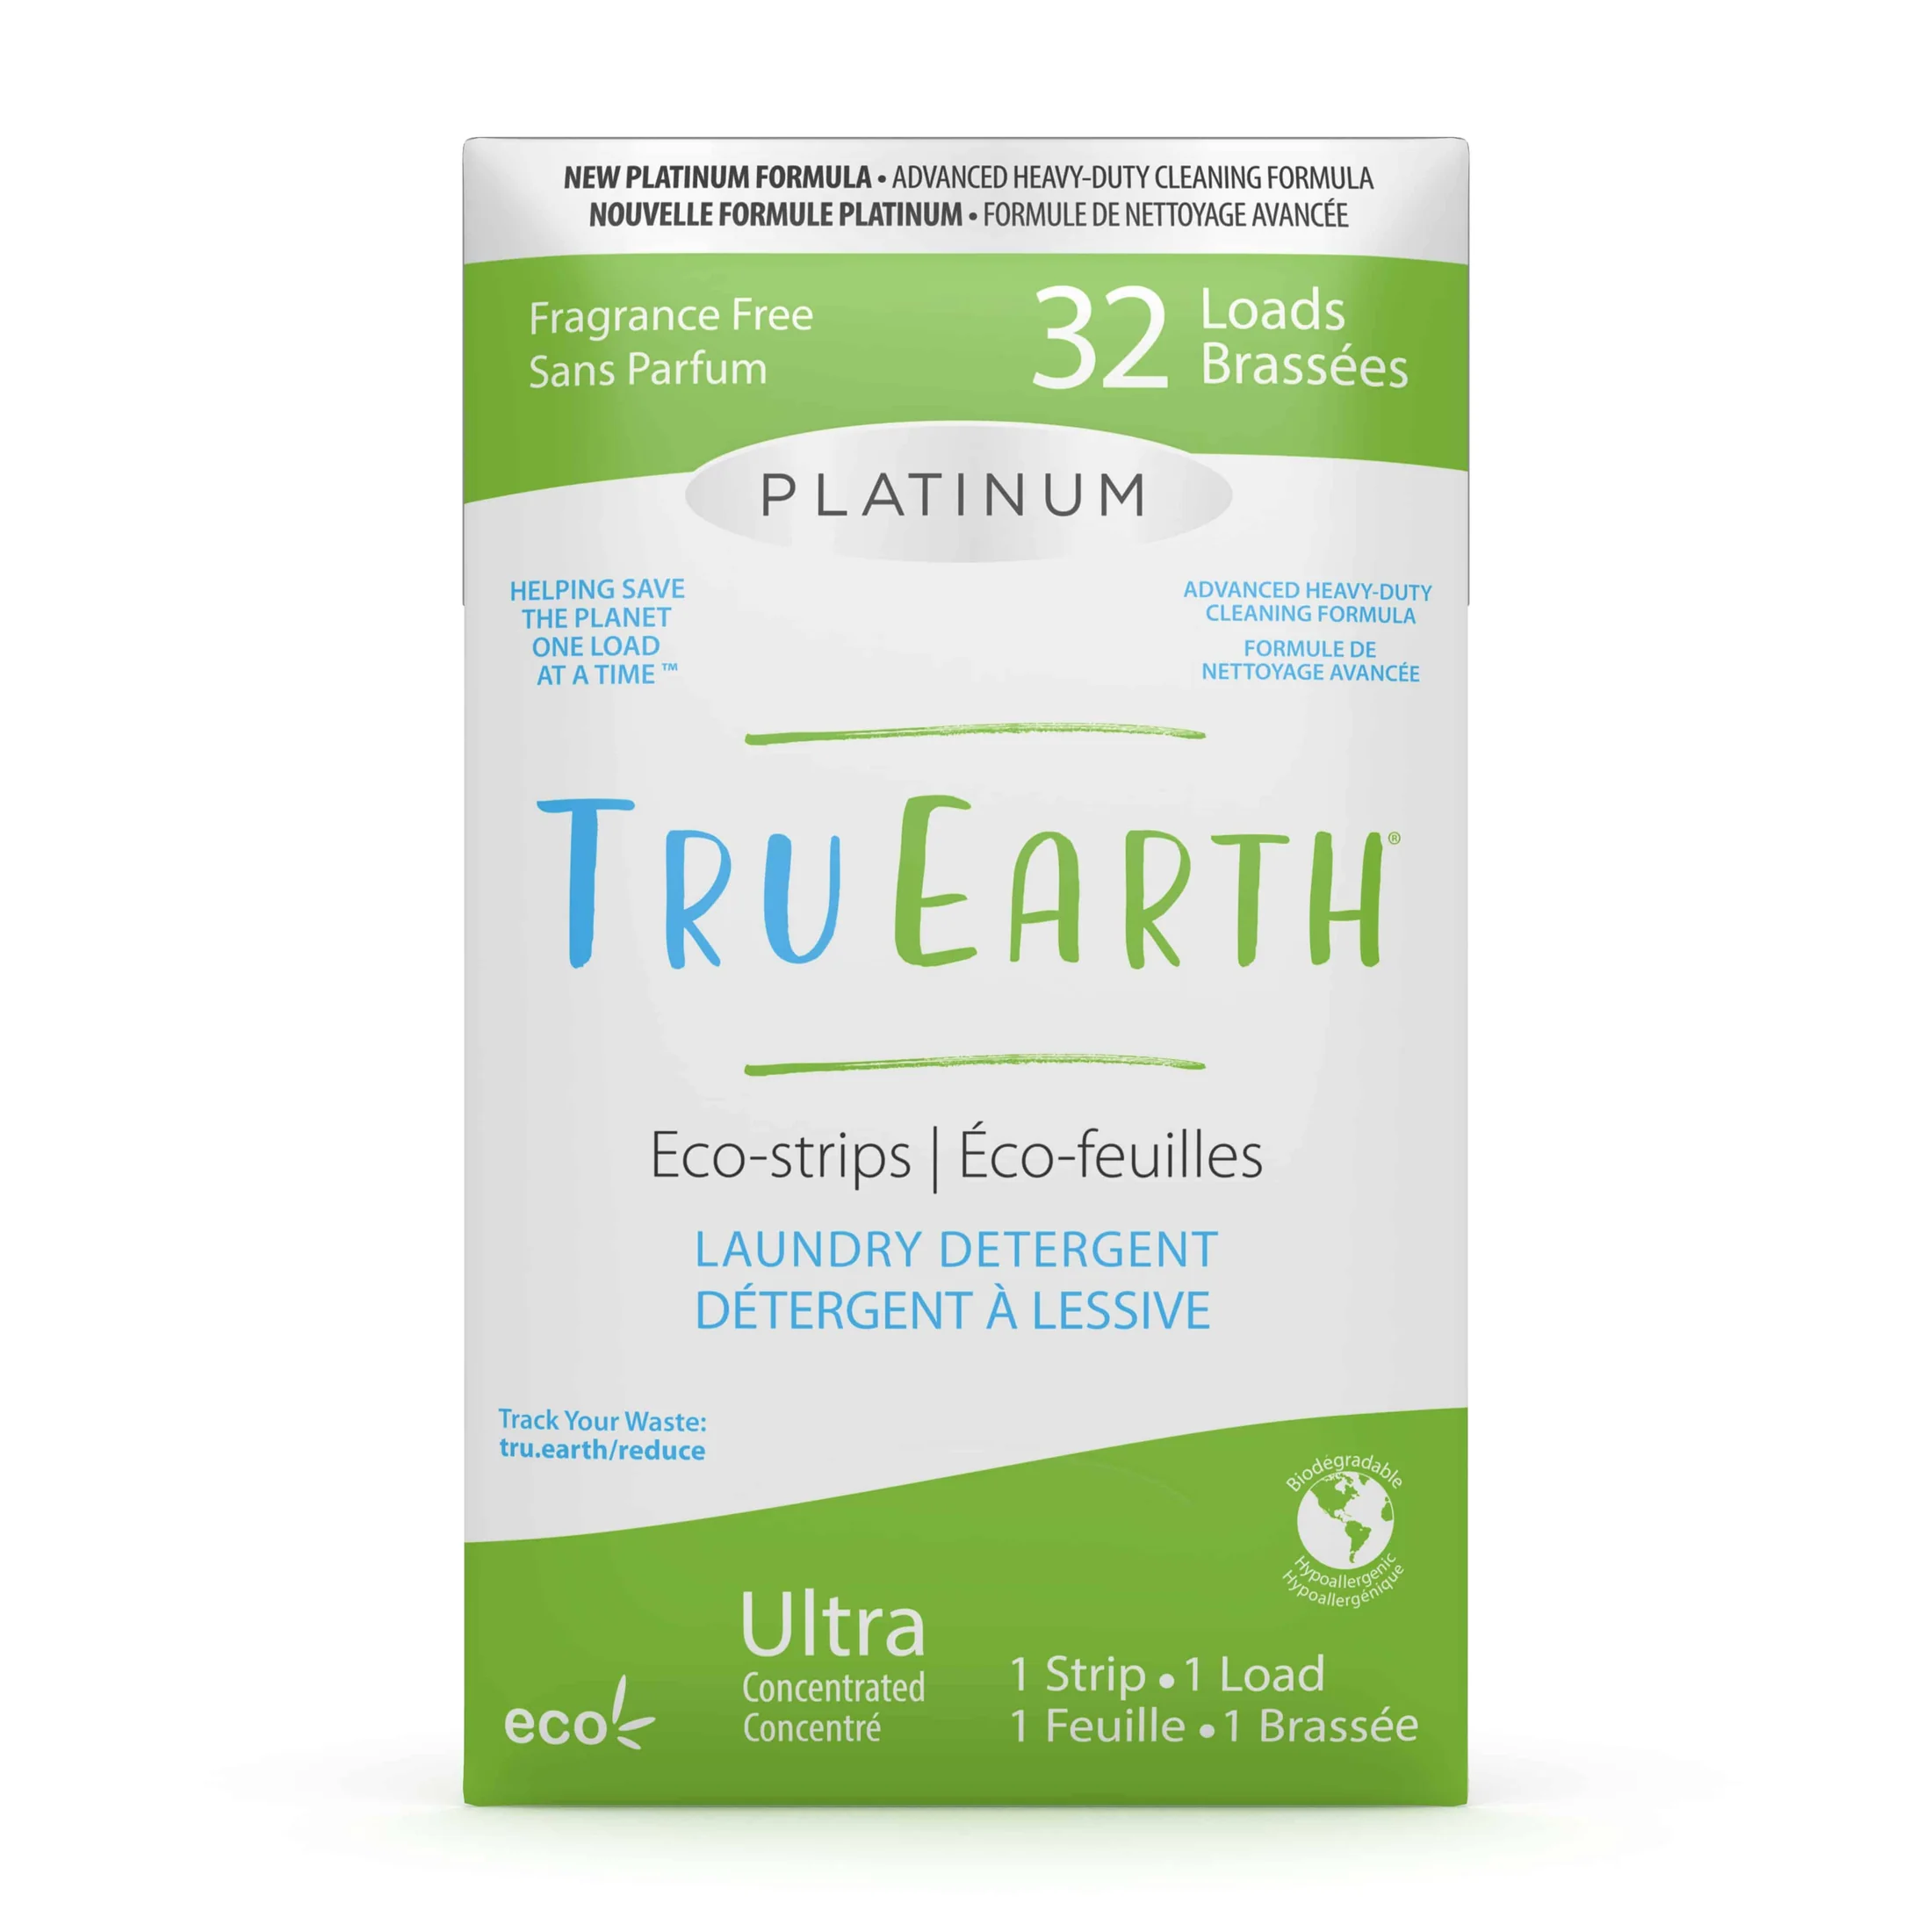 NEW PLATINUM FORMULA • ADVANCED HEAVY-DUTY CLEANING FORMULA
NOUVELLE FORMULE PLATINUM • FORMULE DE NETTOYAGE AVANCÉE
Fragrance Free
Sans Parfum
32 Loads
Brassées
PLATINUM
HELPING SAVE
THE PLANET
ONE LOAD
AT A TIME™
ADVANCED HEAVY-DUTY
CLEANING FORMULA
FORMULE DE
NETTOYAGE AVANCÉE
TRU EARTH®
Eco-strips | Éco-feuilles
LAUNDRY DETERGENT
DÉTERGENT À LESSIVE
Track Your Waste:
tru.earth/reduce
Biodégradable
Hypoallergenic
Hypoallergénique
Ultra
Concentrated
Concentré
1 Strip • 1 Load
1 Feuille • 1 Brassée
eco